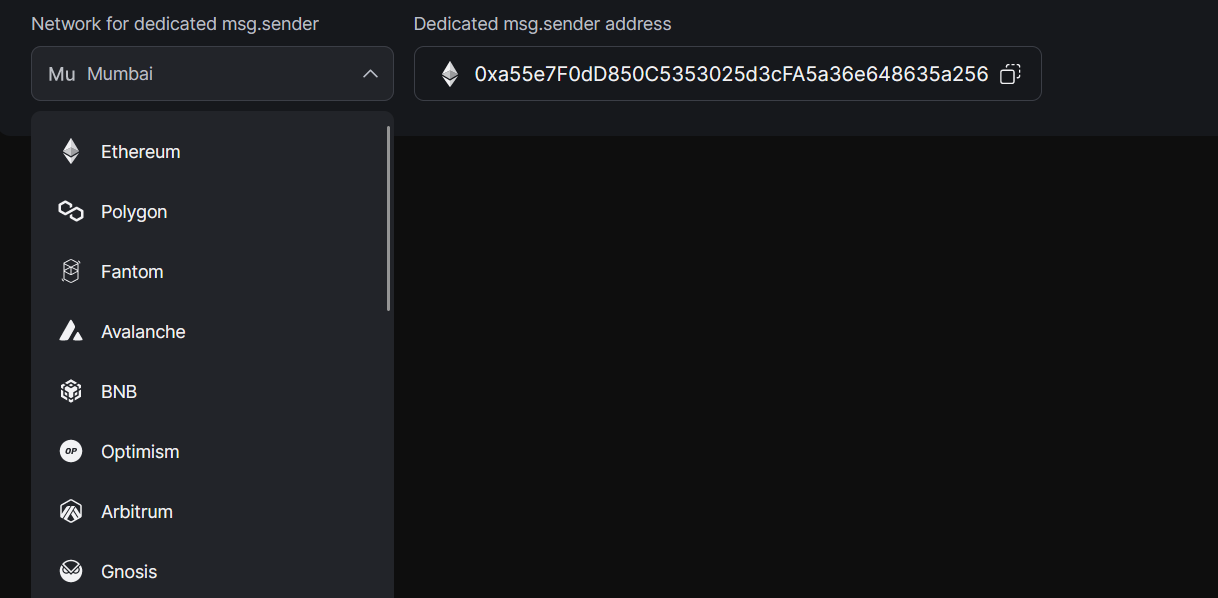 Network for dedicated msg.sender
Dedicated msg.sender address
Mu Mumbai
0xa55e7F0dD850C5353025d3cFA5a36e648635a256
Ethereum
Polygon
Fantom
Avalanche
BNB
OP Optimism
Arbitrum
Gnosis